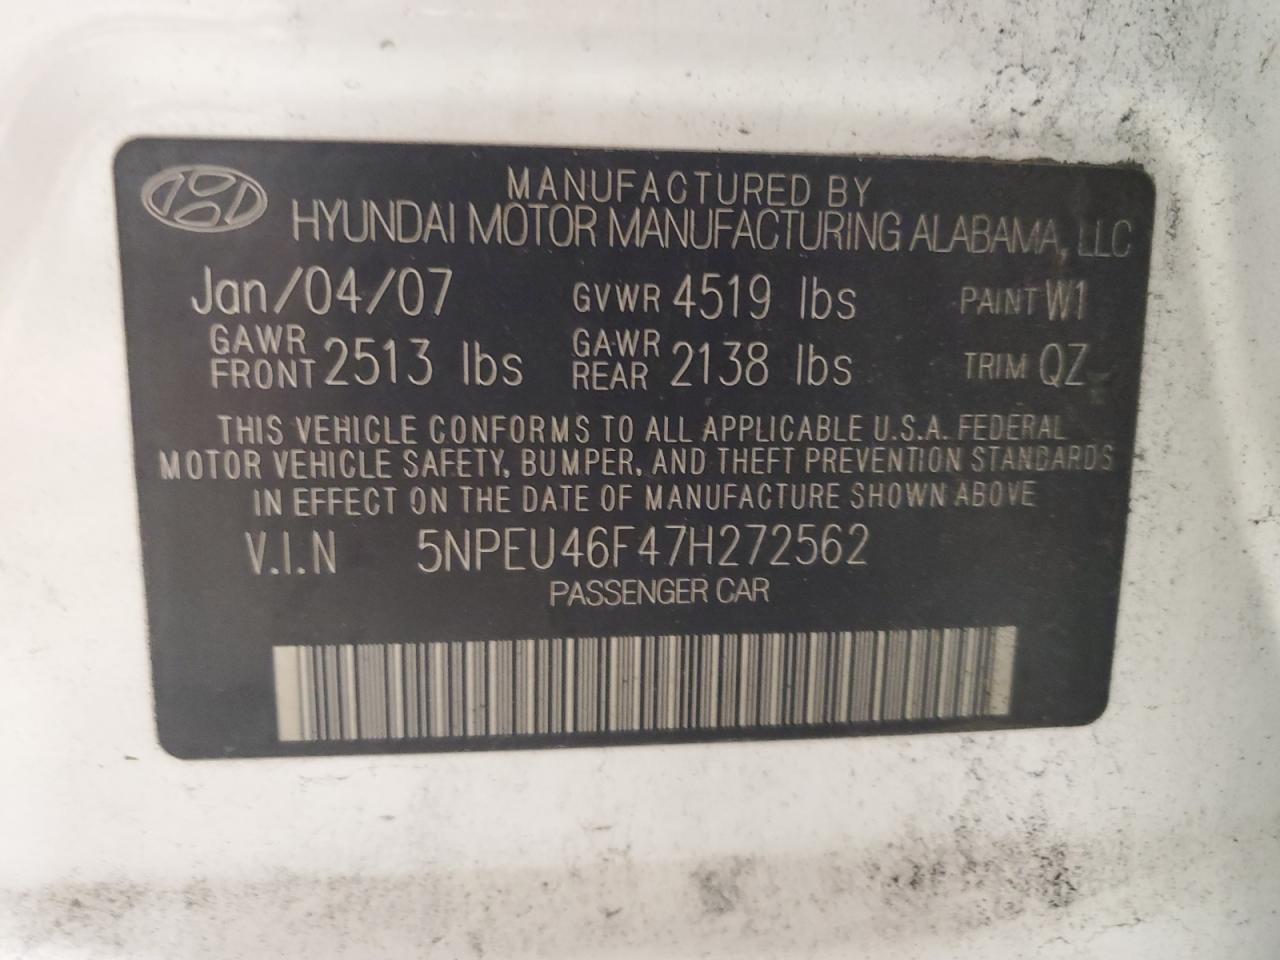 MANUFACTURED BY
HYUNDAI MOTOR MANUFACTURING ALABAMA, LLC
Jan/04/07 GVWR 4519 lbs PAINT W1
GAWR FRONT 2513 lbs GAWR REAR 2138 lbs TRIM QZ
THIS VEHICLE CONFORMS TO ALL APPLICABLE U.S.A. FEDERAL
MOTOR VEHICLE SAFETY, BUMPER, AND THEFT PREVENTION STANDARDS
IN EFFECT ON THE DATE OF MANUFACTURE SHOWN ABOVE
V.I.N 5NPEU46F47H272562
PASSENGER CAR